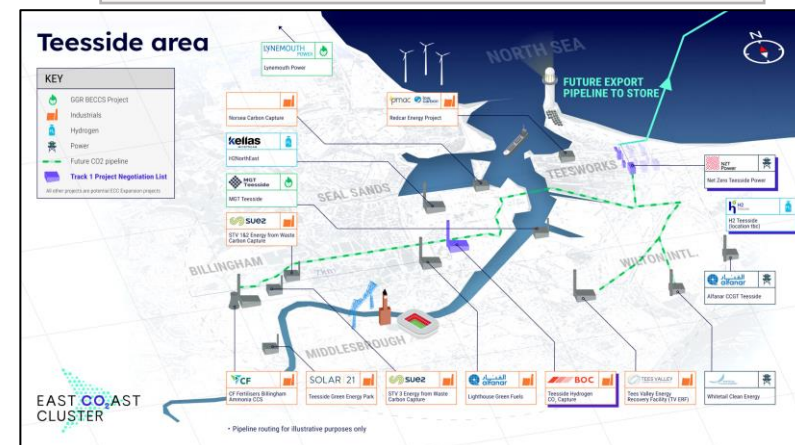 Teesside area
KEY
GGR BECCS Project
Industrials
Hydrogen
Power
Future CO2 pipeline
Track 1 Project Negotiation List
All other projects are potential ECC Expansion projects
LYNEMOUTH
POWER
Lynemouth Power
Norsea Carbon Capture
Kellas
H2NorthEast
MGT
Teesside
MGT Teesside
suez
STV 1&2 Energy from Waste
Carbon Capture
pmac
Redcar Energy Project
NORTH SEA
N
FUTURE EXPORT
PIPELINE TO STORE
SEAL SANDS
TEESWORKS
BILLINGHAM
WILTON INTL.
MIDDLESBROUGH
NZT
Power
Net Zero Teesside Power
H2
H2 Teesside
(location tbc)
alfanar
Alfanar CCGT Teesside
CF
CF Fertilisers Billingham
Ammonia CCS
SOLAR 21
Teesside Green Energy Park
suez
STV 3 Energy from Waste
Carbon Capture
alfanar
Lighthouse Green Fuels
BOC
Teesside Hydrogen
CO2 Capture
TEES VALLEY
Tees Valley Energy
Recovery Facility (TV ERF)
Whitetail Clean Energy
EAST CO2AST
CLUSTER
• Pipeline routing for illustrative purposes only